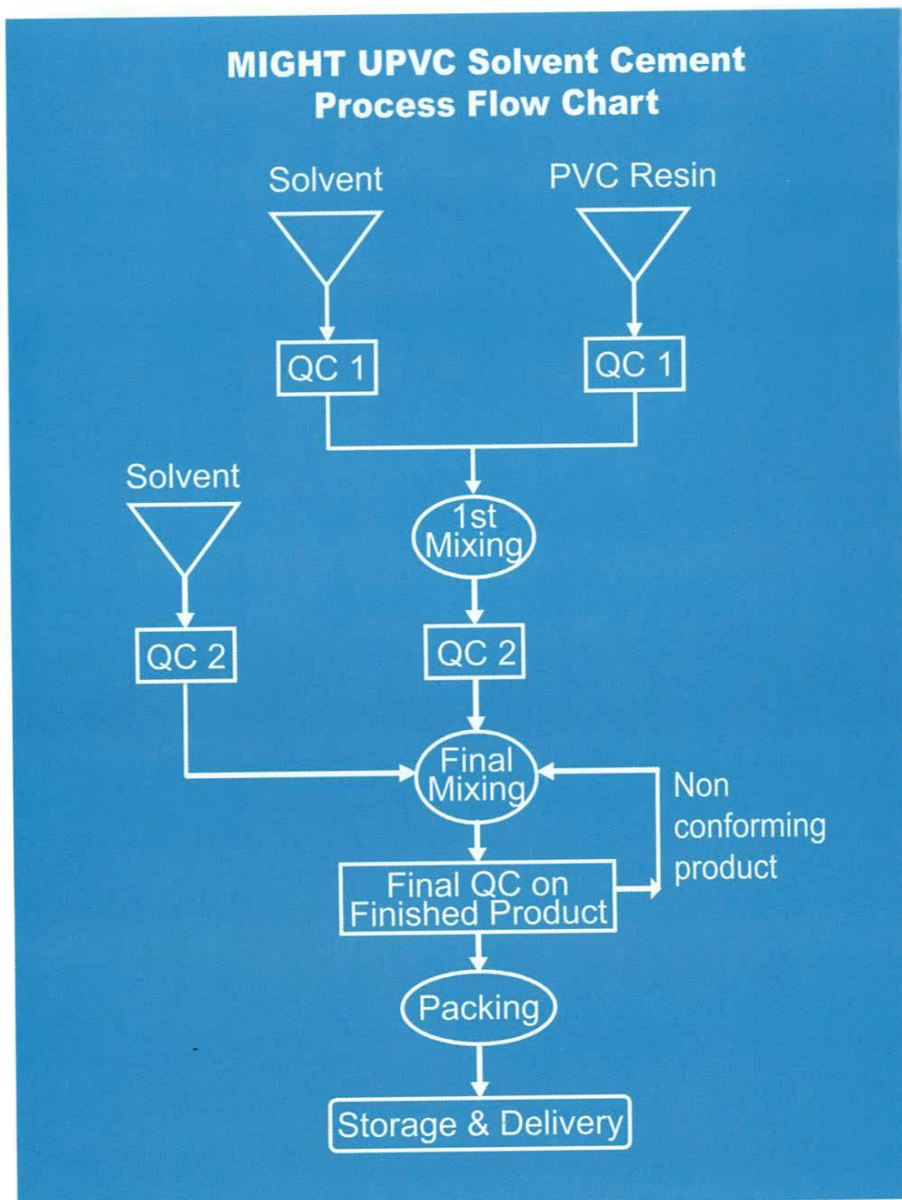 MIGHT UPVC Solvent Cement
Process Flow Chart
Solvent
PVC Resin
QC 1
QC 1
Solvent
1st
Mixing
QC 2
QC 2
Final
Mixing
Non
conforming
product
Final QC on
Finished Product
Packing
Storage & Delivery